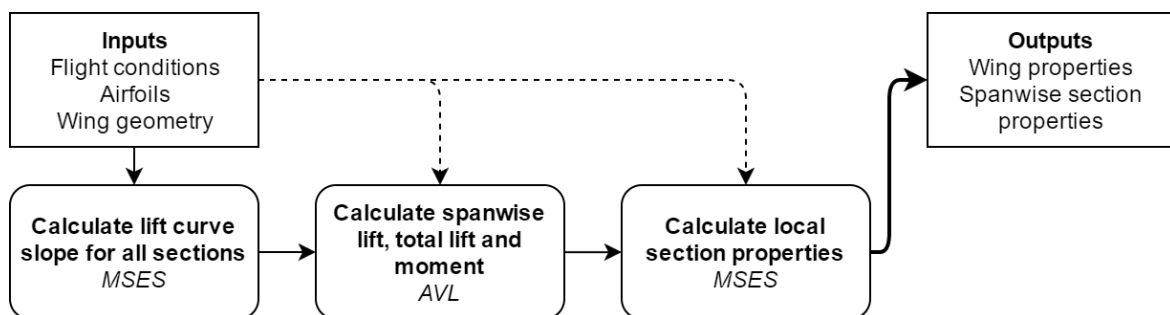 Inputs
Flight conditions
Airfoils
Wing geometry
Outputs
Wing properties
Spanwise section
properties
Calculate lift curve
slope for all sections
MSES
Calculate spanwise
lift, total lift and
moment
AVL
Calculate local
section properties
MSES